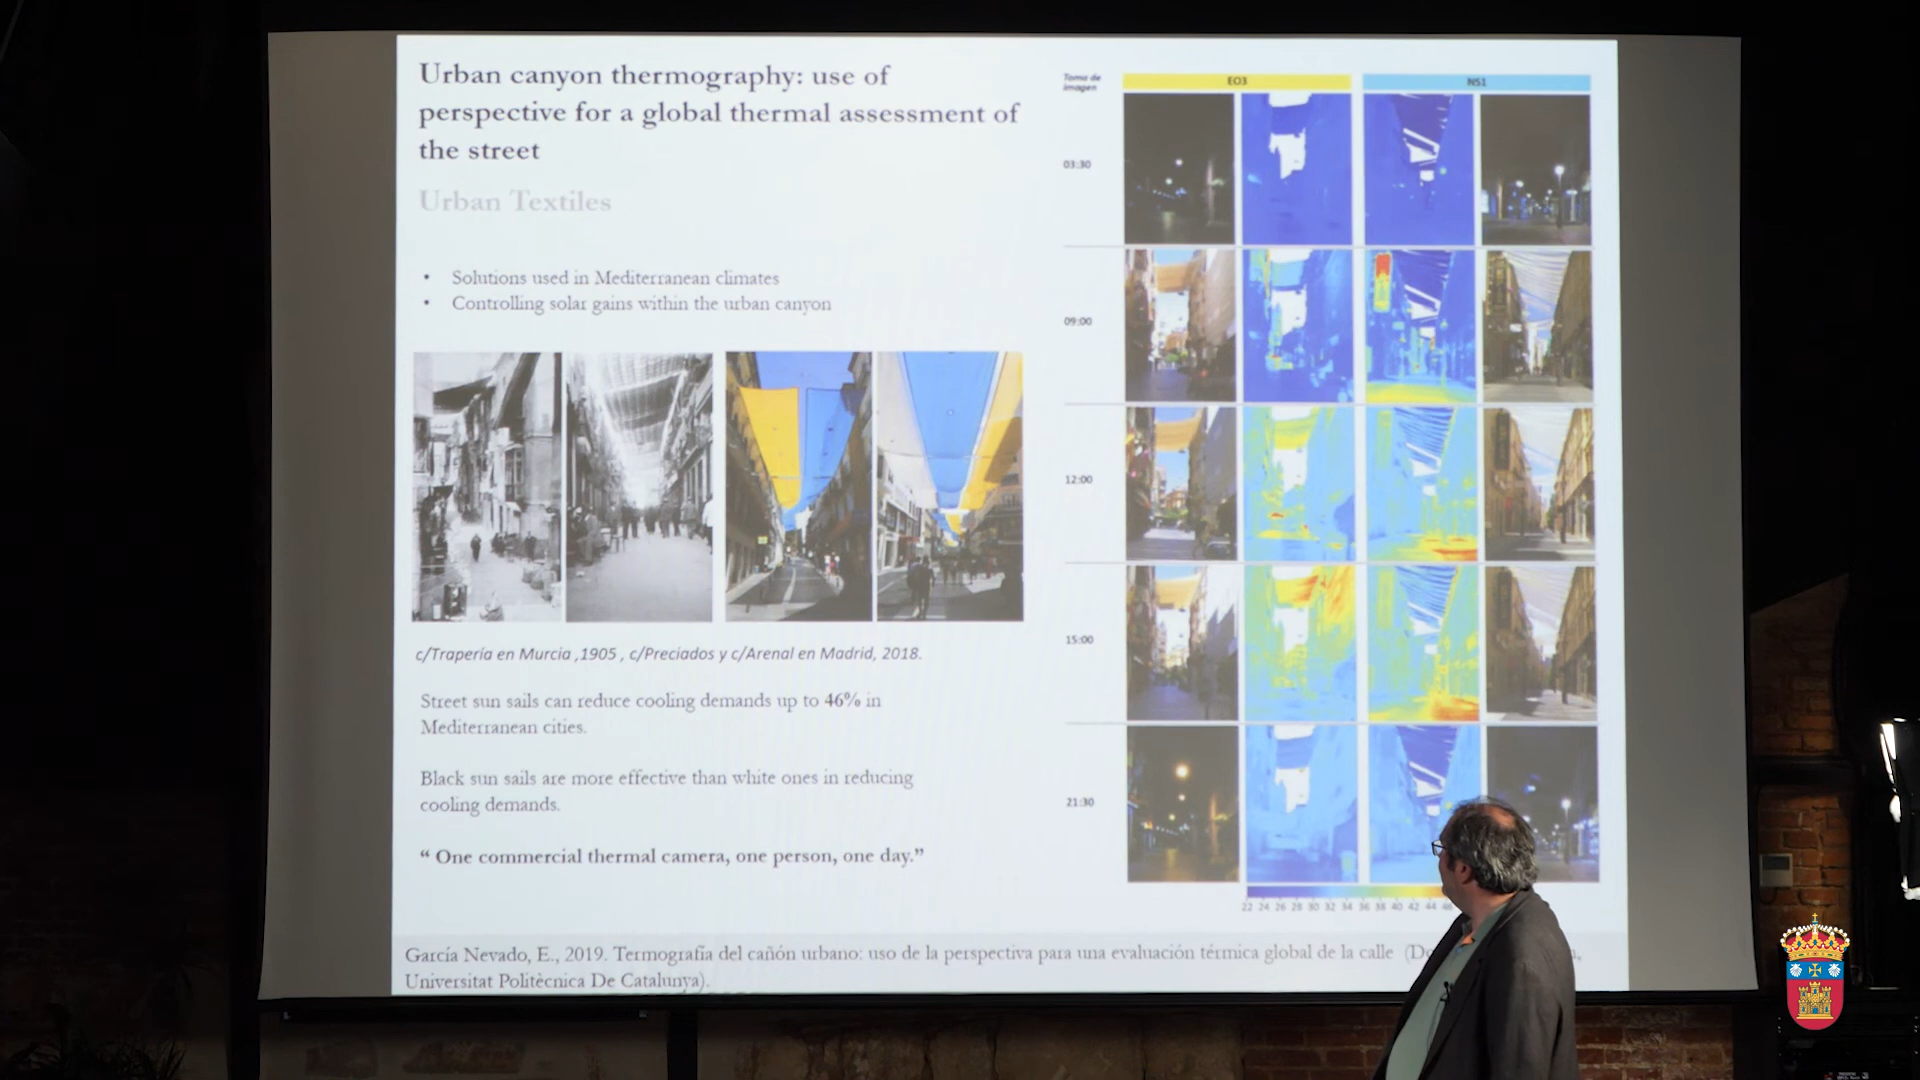 Urban canyon thermography: use of
perspective for a global thermal assessment of
the street
Urban Textiles
• Solutions used in Mediterranean climates
• Controlling solar gains within the urban canyon
c/Trapería en Murcia ,1905 , c/Preciados y c/Arenal en Madrid, 2018.
Street sun sails can reduce cooling demands up to 46% in
Mediterranean cities.
Black sun sails are more effective than white ones in reducing
cooling demands.
“ One commercial thermal camera, one person, one day.”
Toma de
imagen
EO3
NS1
03:30
09:00
12:00
15:00
21:30
22 24 26 28 30 32 34 36 38 40 42 44
García Nevado, E., 2019. Termografía del cañón urbano: uso de la perspectiva para una evaluación térmica global de la calle
Universitat Politècnica De Catalunya).